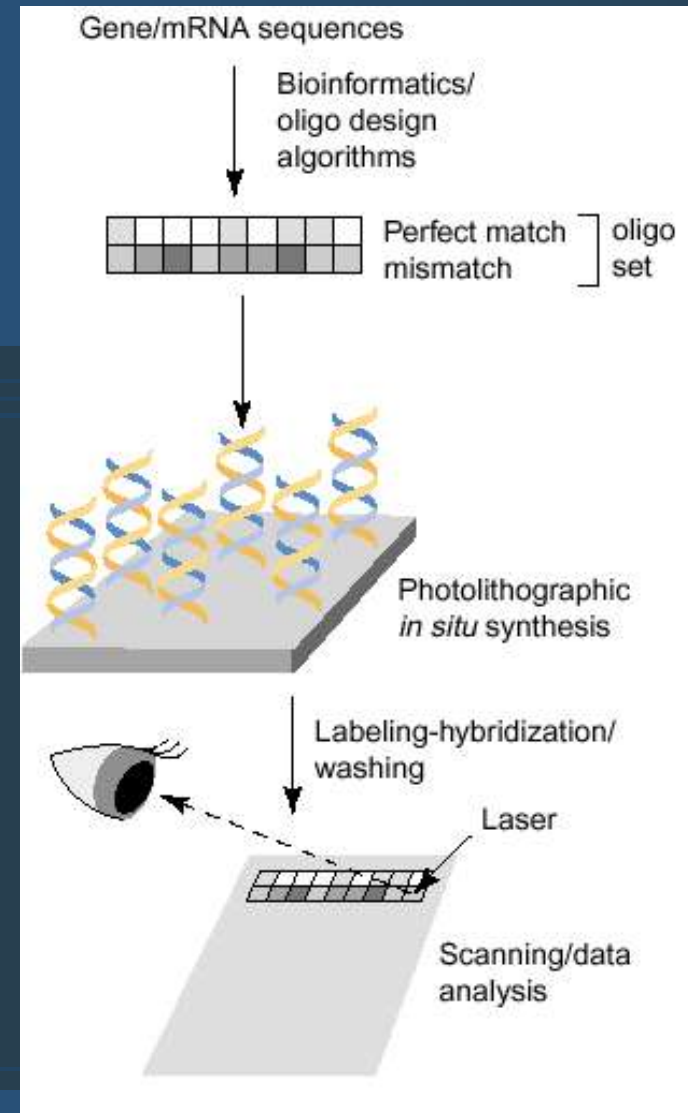 Gene/mRNA sequences
Bioinformatics/
oligo design
algorithms
Perfect match
mismatch
oligo
set
Photolithographic
in situ synthesis
Labeling-hybridization/
washing
Laser
Scanning/data
analysis